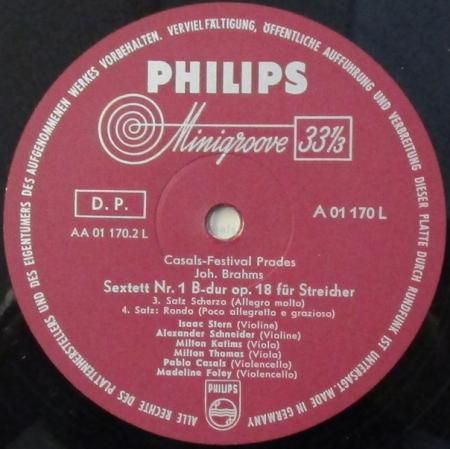 ALLE RECHTE DES PLATTENHERSTELLERS UND DES EIGENTÜMERS DES AUFGENOMMENEN WERKES VORBEHALTEN. VERVIELFÄLTIGUNG, ÖFFENTLICHE AUFFÜHRUNG UND VERBREITUNG DIESER PLATTE DURCH RUNDFUNK IST UNTERSAGT. MADE IN GERMANY
PHILIPS
Minigroove 33⅓
D. P.
AA 01 170.2 L
A 01 170 L
Casals-Festival Prades
Joh. Brahms
Sextett Nr. 1 B-dur op. 18 für Streicher
3. Satz Scherzo (Allegro molto)
4. Satz: Rondo (Poco allegretto e grazioso)
Isaac Stern (Violine)
Alexander Schneider (Violine)
Milton Katims (Viola)
Milton Thomas (Viola)
Pablo Casals (Violoncello)
Madeline Foley (Violencello)
PHILIPS